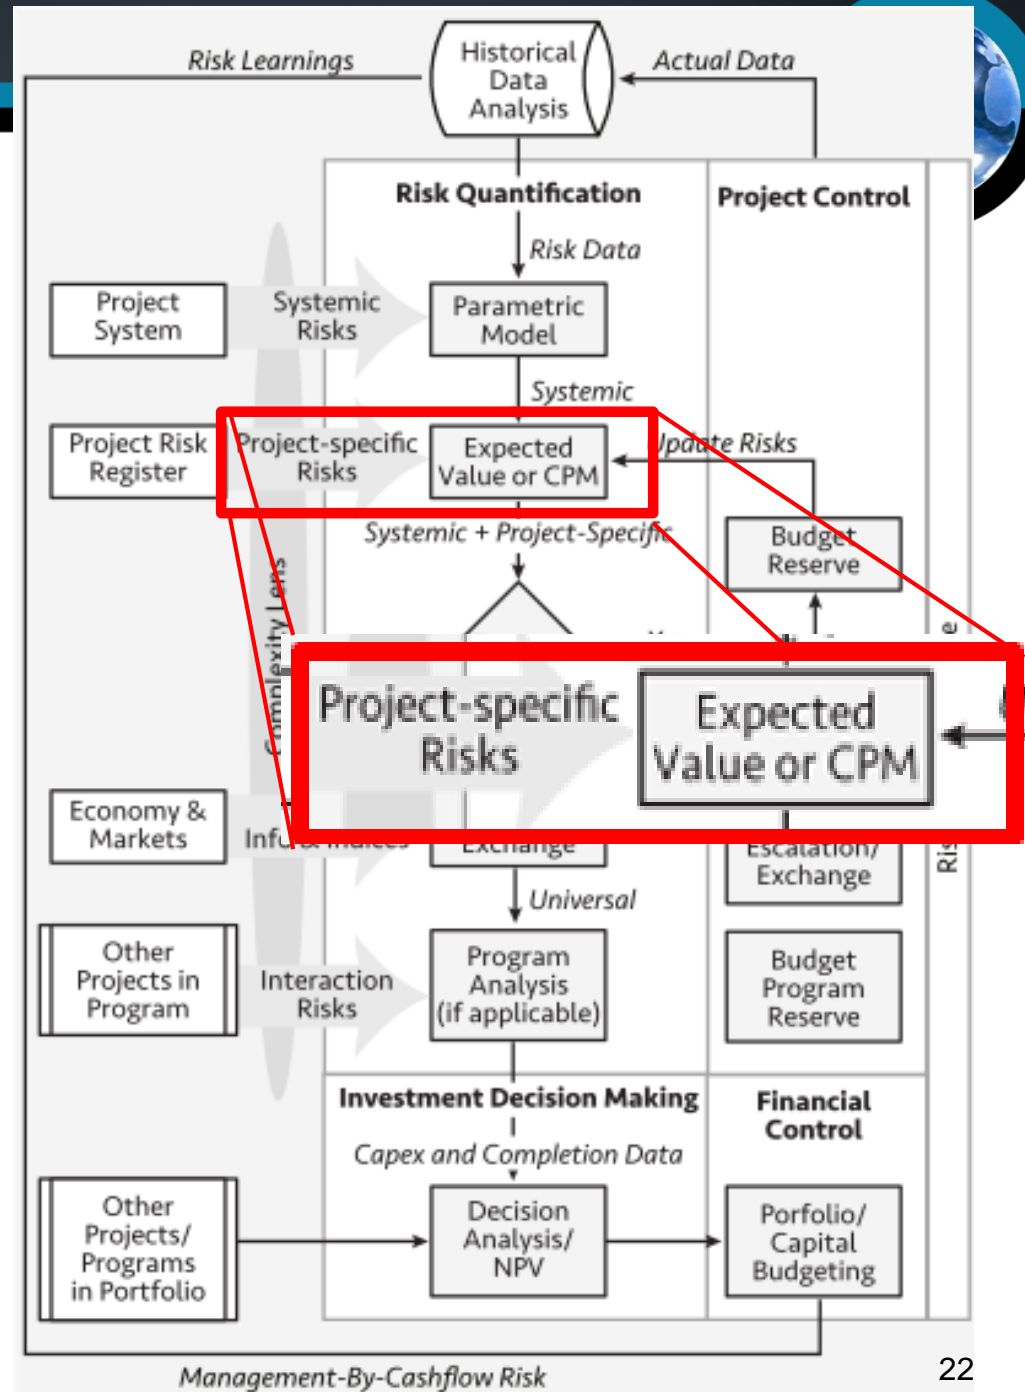 Risk Learnings
Historical
Data
Analysis
Actual Data
Risk Quantification
Project Control
Risk Data
Project
System
Systemic
Risks
Parametric
Model
Systemic
Project Risk
Register
Project-specific
Risks
Expected
Value or CPM
Update Risks
Systemic + Project-Specific
Budget
Reserve
Complexity Lens
Project-specific
Risks
Expected
Value or CPM
Economy &
Markets
Info & Indices
Exchange
Escalation/
Exchange
Universal
Other
Projects in
Program
Interaction
Risks
Program
Analysis
(if applicable)
Budget
Program
Reserve
Investment Decision Making
Financial
Control
Capex and Completion Data
Other
Projects/
Programs
in Portfolio
Decision
Analysis/
NPV
Porfolio/
Capital
Budgeting
Management-By-Cashflow Risk
22